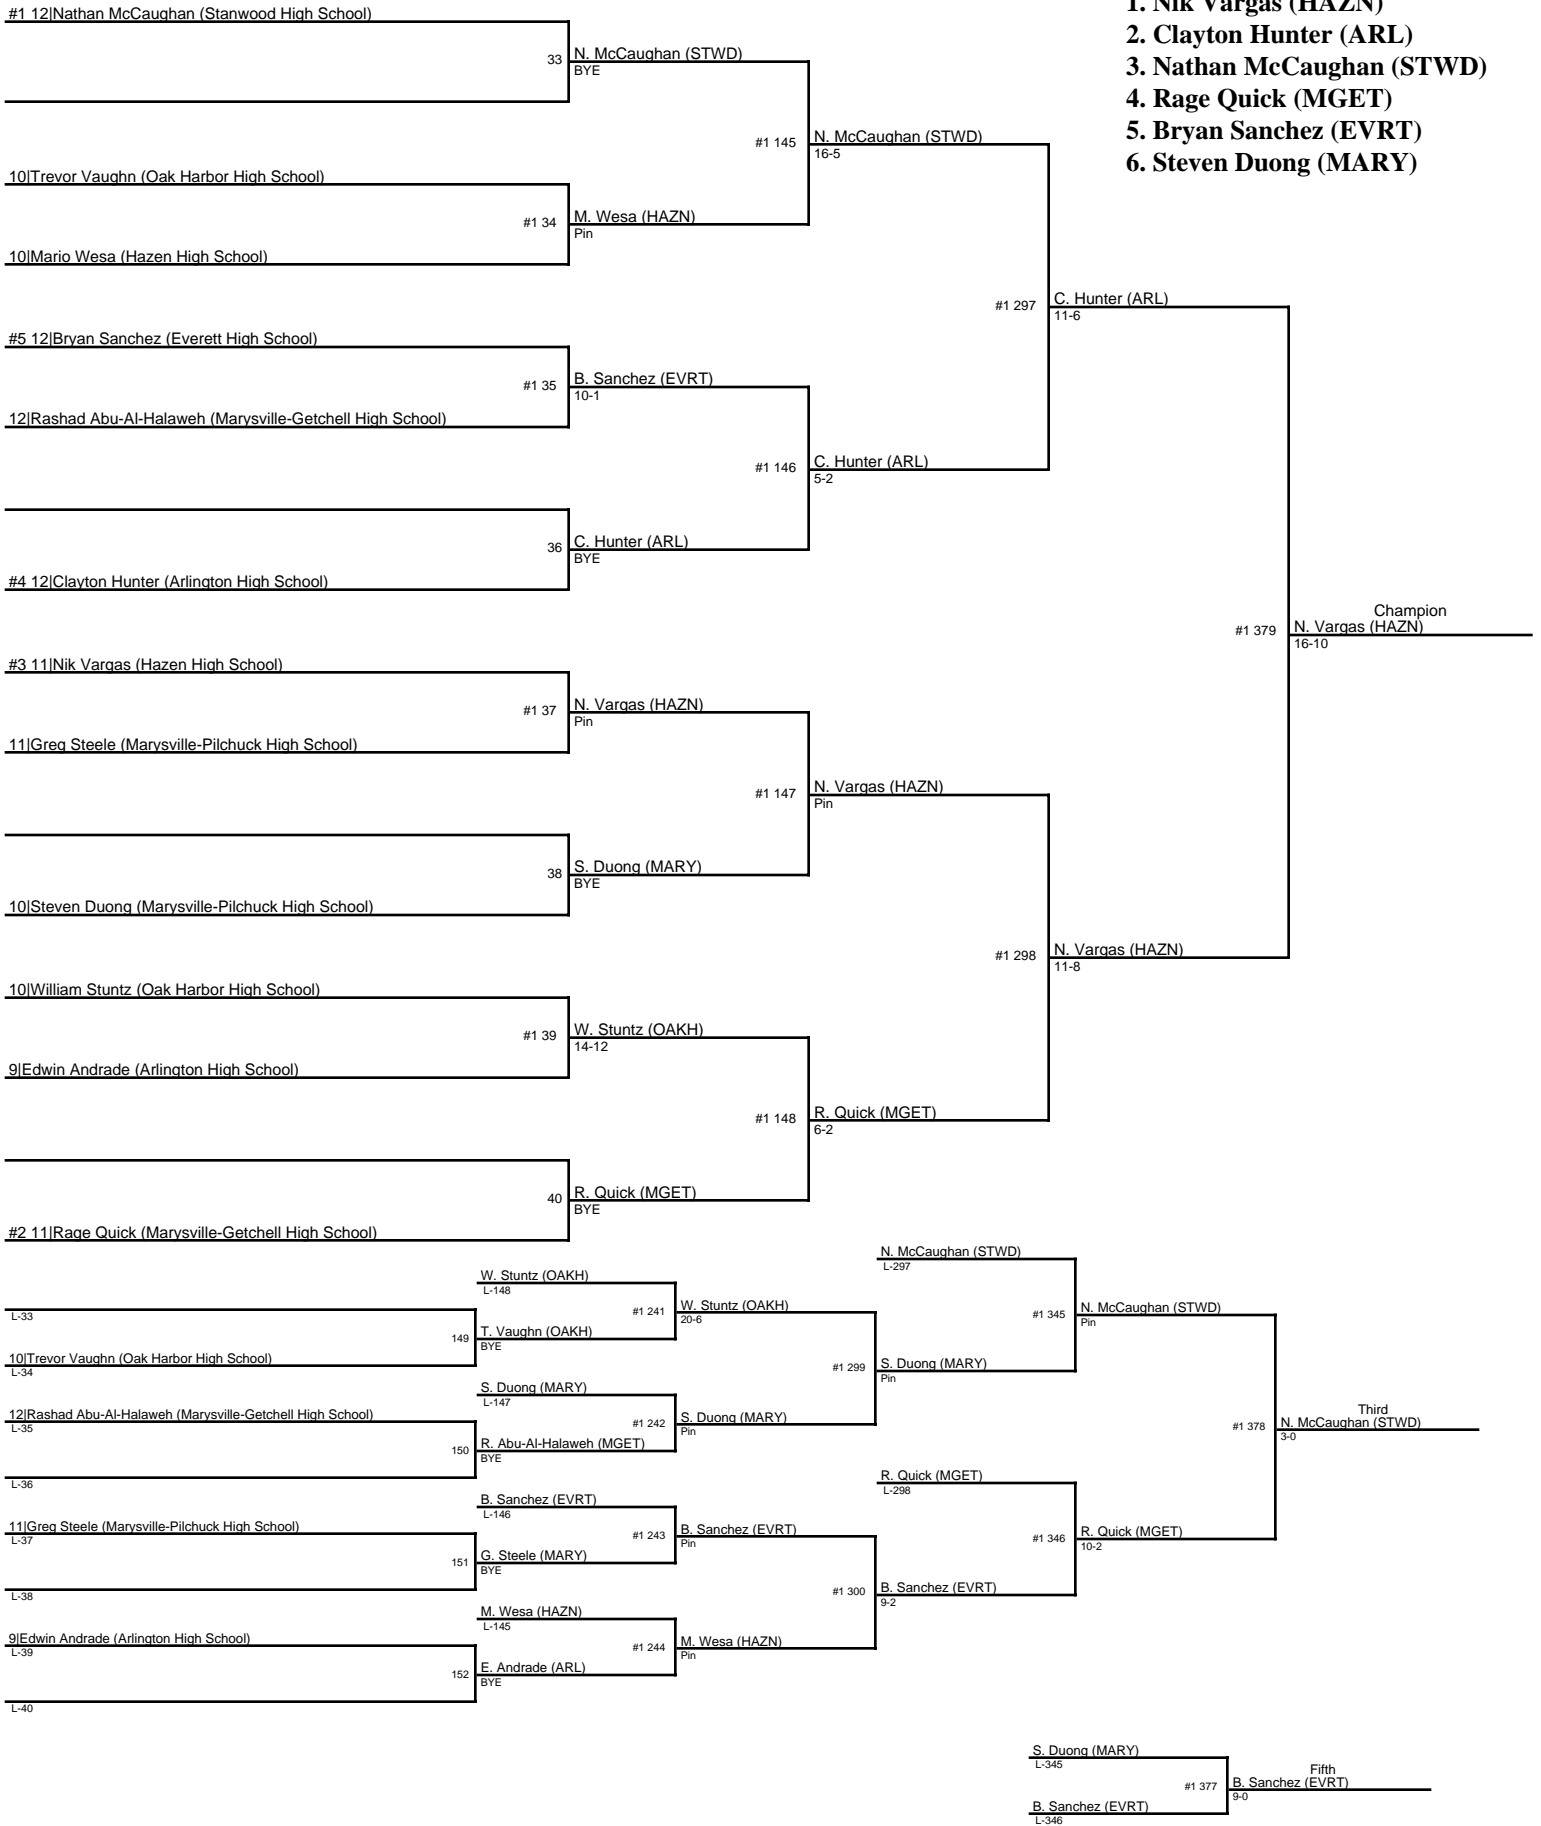 #1 12|Nathan McCaughan (Stanwood High School)
33
N. McCaughan (STWD)
BYE
#1 145
N. McCaughan (STWD)
16-5
10|Trevor Vaughn (Oak Harbor High School)
#1 34
M. Wesa (HAZN)
Pin
10|Mario Wesa (Hazen High School)
#1 297
C. Hunter (ARL)
11-6
#5 12|Bryan Sanchez (Everett High School)
#1 35
B. Sanchez (EVRT)
10-1
12|Rashad Abu-Al-Halaweh (Marysville-Getchell High School)
#1 146
C. Hunter (ARL)
5-2
36
C. Hunter (ARL)
BYE
#4 12|Clayton Hunter (Arlington High School)
1. Nik Vargas (HAZN)
2. Clayton Hunter (ARL)
3. Nathan McCaughan (STWD)
4. Rage Quick (MGET)
5. Bryan Sanchez (EVRT)
6. Steven Duong (MARY)
Champion
#1 379
N. Vargas (HAZN)
16-10
#3 11|Nik Vargas (Hazen High School)
#1 37
N. Vargas (HAZN)
Pin
11|Greg Steele (Marysville-Pilchuck High School)
#1 147
N. Vargas (HAZN)
Pin
38
S. Duong (MARY)
BYE
10|Steven Duong (Marysville-Pilchuck High School)
#1 298
N. Vargas (HAZN)
11-8
10|William Stuntz (Oak Harbor High School)
#1 39
W. Stuntz (OAKH)
14-12
9|Edwin Andrade (Arlington High School)
#1 148
R. Quick (MGET)
6-2
40
R. Quick (MGET)
BYE
#2 11|Rage Quick (Marysville-Getchell High School)
N. McCaughan (STWD)
L-297
W. Stuntz (OAKH)
L-148
L-33
#1 241
W. Stuntz (OAKH)
20-6
#1 345
N. McCaughan (STWD)
Pin
149
T. Vaughn (OAKH)
BYE
10|Trevor Vaughn (Oak Harbor High School)
L-34
#1 299
S. Duong (MARY)
Pin
S. Duong (MARY)
L-147
12|Rashad Abu-Al-Halaweh (Marysville-Getchell High School)
L-35
#1 242
S. Duong (MARY)
Pin
150
R. Abu-Al-Halaweh (MGET)
BYE
L-36
Third
#1 378
N. McCaughan (STWD)
3-0
R. Quick (MGET)
L-298
B. Sanchez (EVRT)
L-146
11|Greg Steele (Marysville-Pilchuck High School)
L-37
#1 243
B. Sanchez (EVRT)
Pin
#1 346
R. Quick (MGET)
10-2
151
G. Steele (MARY)
BYE
L-38
#1 300
B. Sanchez (EVRT)
9-2
M. Wesa (HAZN)
L-145
9|Edwin Andrade (Arlington High School)
L-39
#1 244
M. Wesa (HAZN)
Pin
152
E. Andrade (ARL)
BYE
L-40
S. Duong (MARY)
L-345
Fifth
#1 377
B. Sanchez (EVRT)
9-0
B. Sanchez (EVRT)
L-346